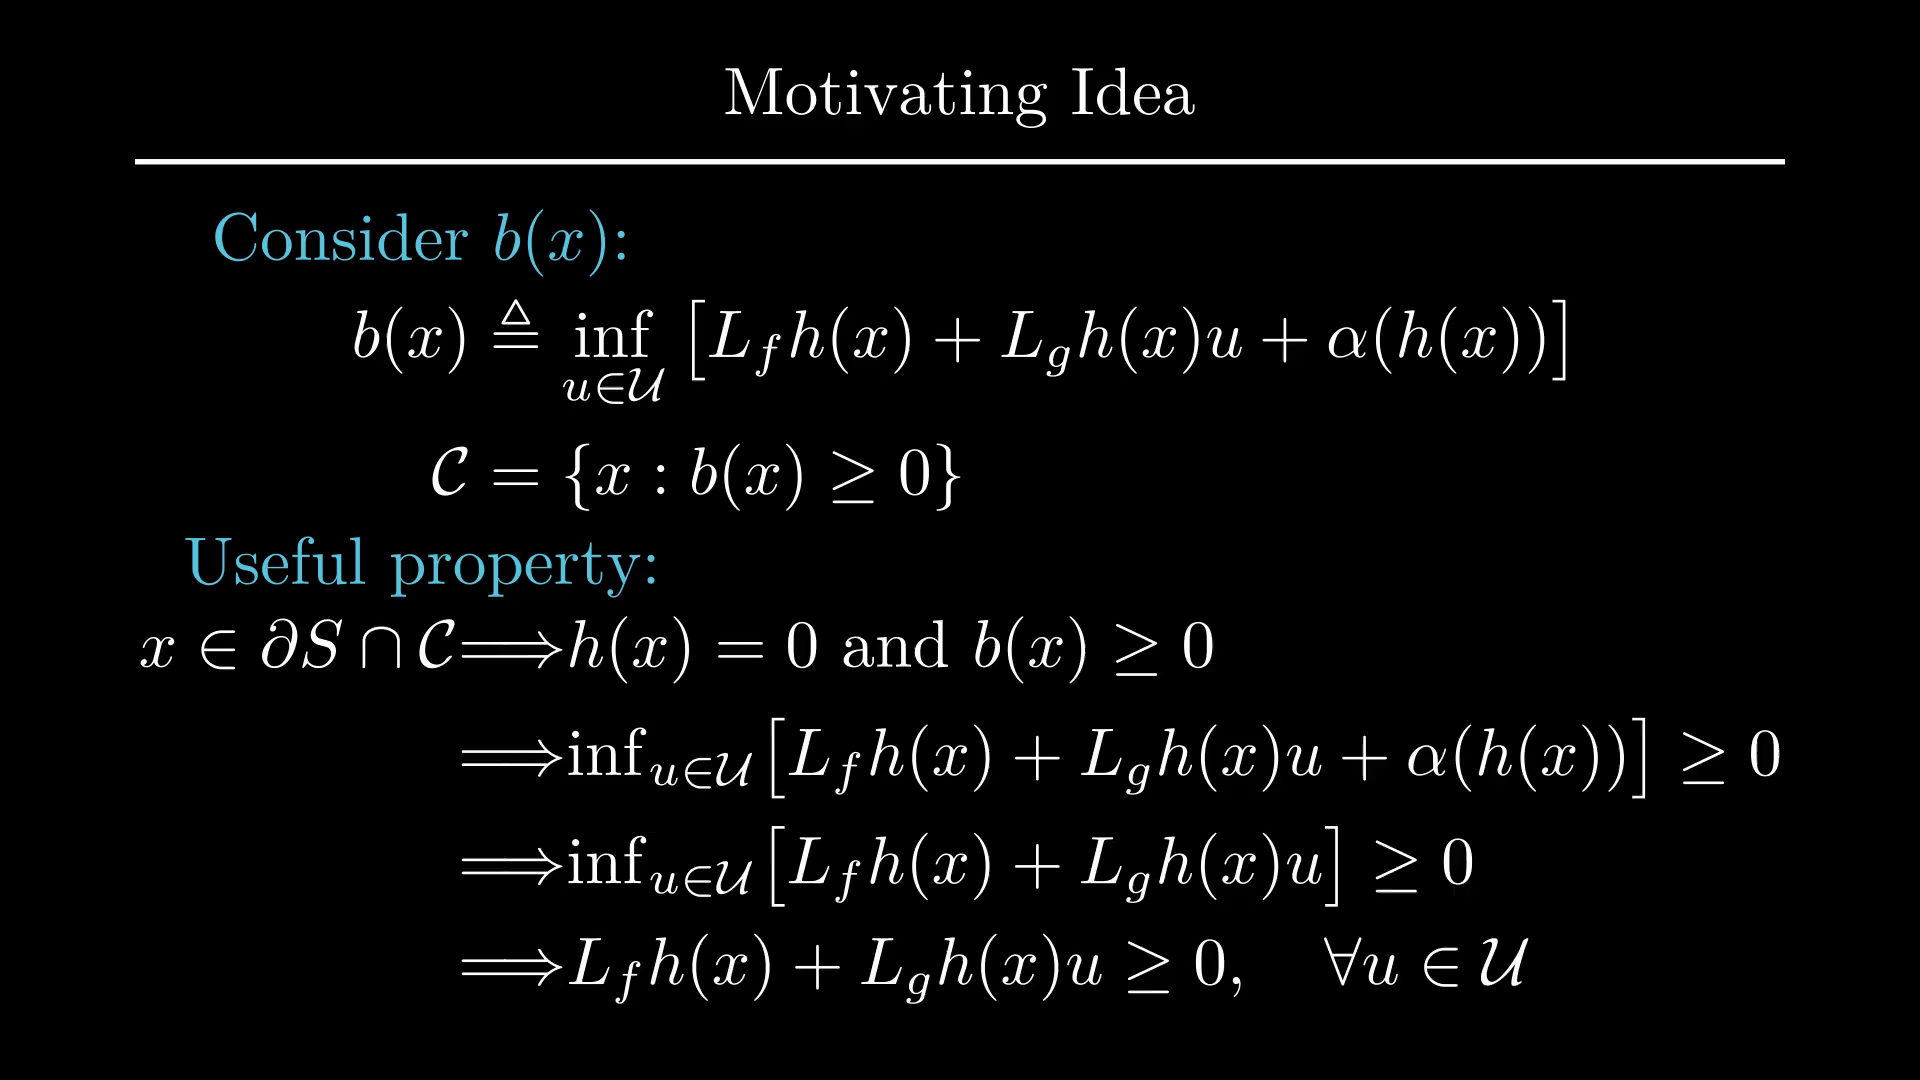 Motivating Idea
Consider b(x):
b(x) ≜ inf_{u∈𝒰} [L_f h(x) + L_g h(x)u + α(h(x))]
𝒞 = {x : b(x) ≥ 0}
Useful property:
x ∈ ∂S ∩ 𝒞 ⟹ h(x) = 0 and b(x) ≥ 0
⟹ inf_{u∈𝒰} [L_f h(x) + L_g h(x)u + α(h(x))] ≥ 0
⟹ inf_{u∈𝒰} [L_f h(x) + L_g h(x)u] ≥ 0
⟹ L_f h(x) + L_g h(x)u ≥ 0, ∀u ∈ 𝒰